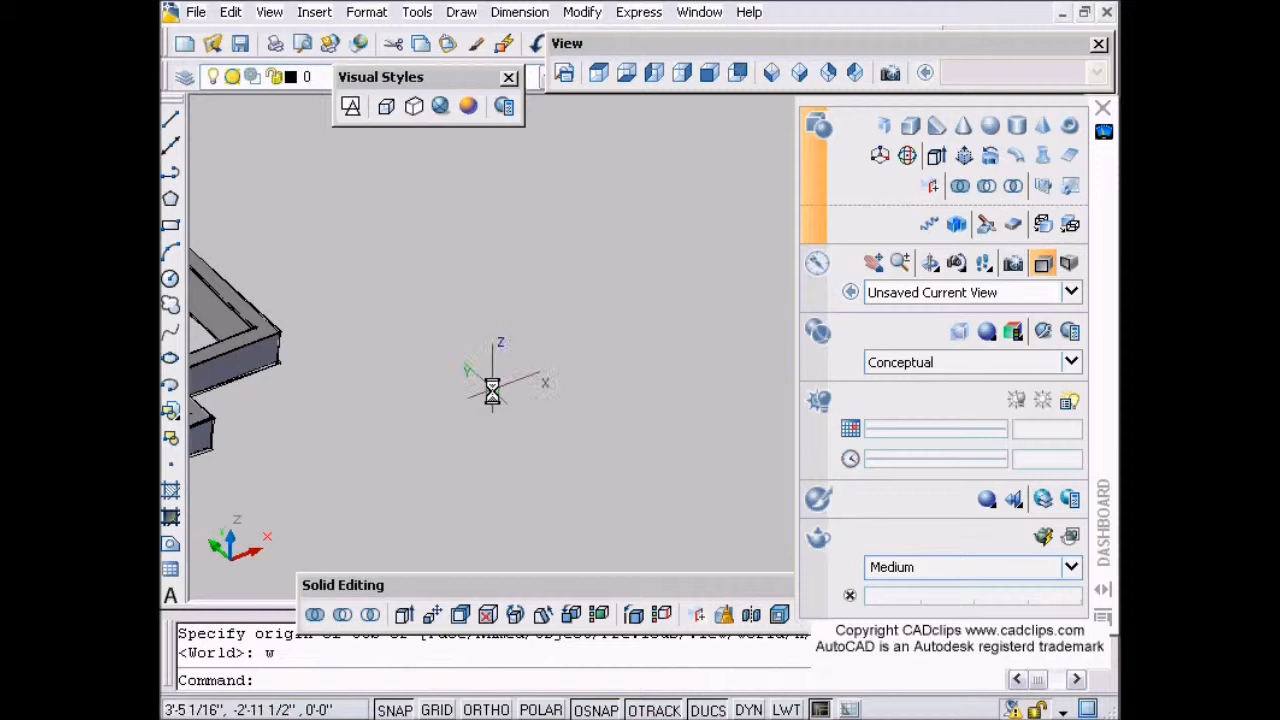 File Edit View Insert Format Tools Draw Dimension Modify Express Window Help
View
0
Visual Styles
Z
Y
X
Unsaved Current View
Conceptual
Z
Y
X
DASHBOARD
Medium
Solid Editing
<World>: w
Command:
Copyright CADclips www.cadclips.com
AutoCAD is an Autodesk registerd trademark
3'-5 1/16", -2'-11 1/2", 0'-0" SNAP GRID ORTHO POLAR OSNAP OTRACK DUCS DYN LWT
A